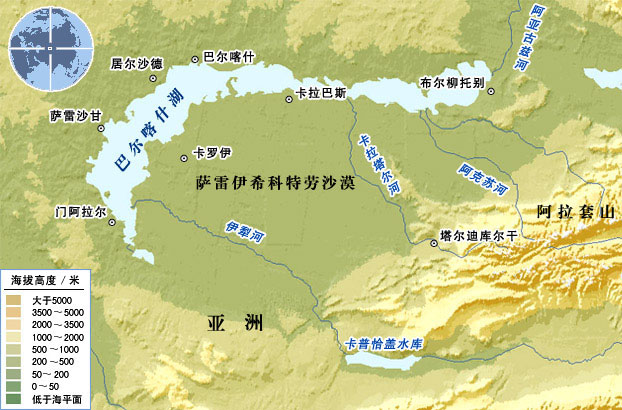 阿亚古兹河
巴尔喀什
居尔沙德
布尔柳托别
卡拉巴斯
萨雷沙甘
巴尔喀什湖
卡罗伊
卡拉塔尔河
阿克苏河
萨雷伊希科特劳沙漠
门阿拉尔
阿拉套山
伊犁河
塔尔迪库尔干
海拔高度 / 米
大于5000
3500～5000
2000～3500
1000～2000
500～1000
200～500
50～200
0～50
低于海平面
亚洲
卡普恰盖水库